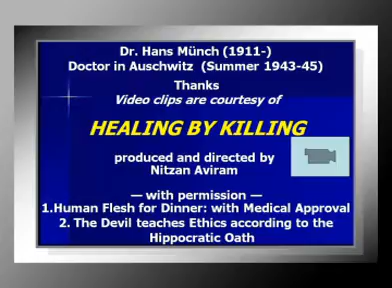 Dr. Hans Münch (1911-)
Doctor in Auschwitz (Summer 1943-45)
Thanks
Video clips are courtesy of
HEALING BY KILLING
produced and directed by
Nitzan Aviram
— with permission —
1.Human Flesh for Dinner: with Medical Approval
2. The Devil teaches Ethics according to the
Hippocratic Oath